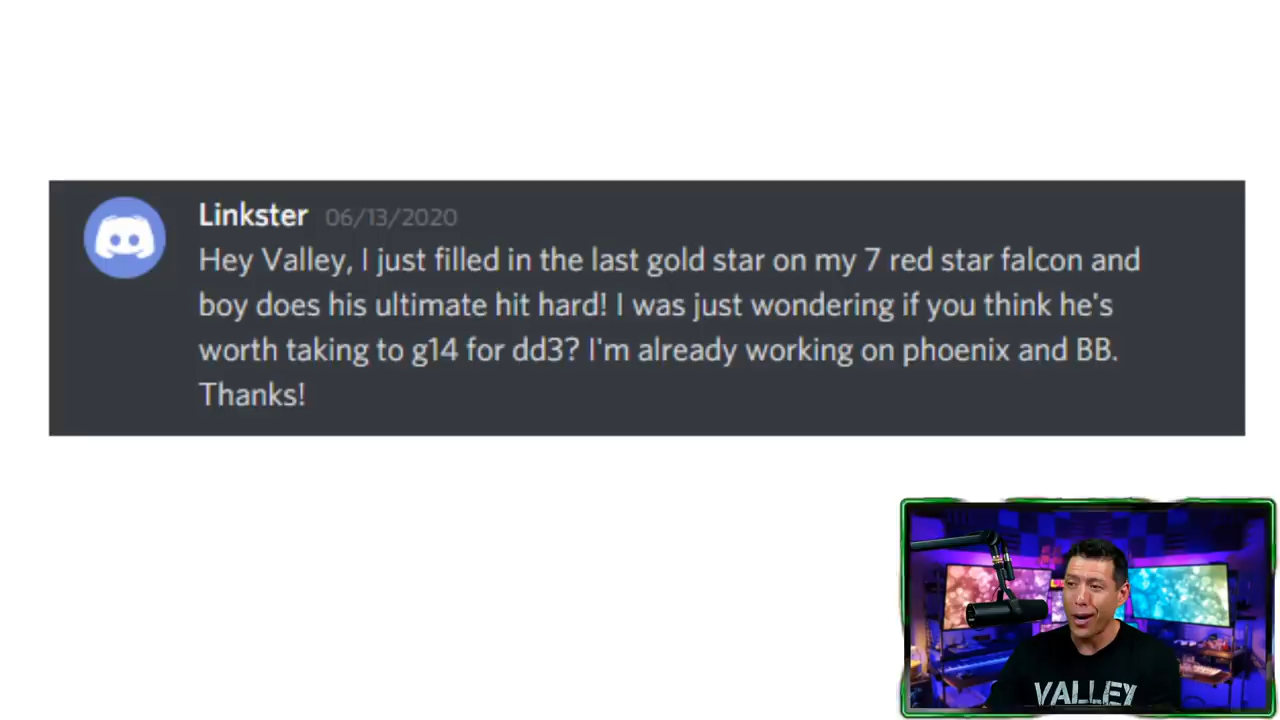 Linkster 06/13/2020
Hey Valley, I just filled in the last gold star on my 7 red star falcon and
boy does his ultimate hit hard! I was just wondering if you think he's
worth taking to g14 for dd3? I'm already working on phoenix and BB.
Thanks!
VALLEY